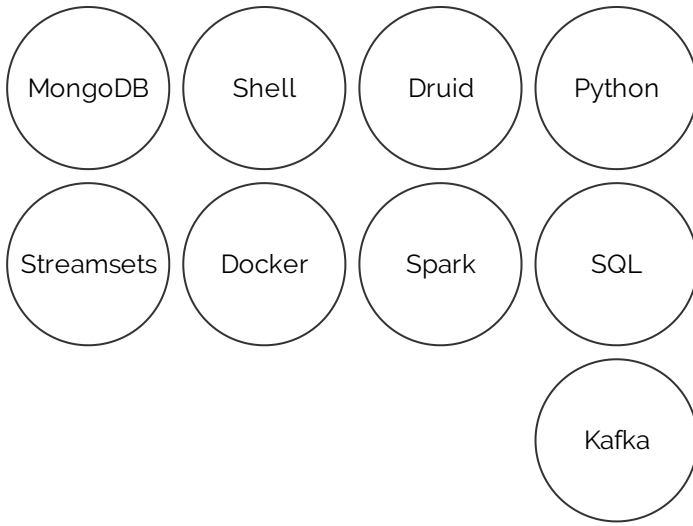 MongoDB
Shell
Druid
Python
Streamsets
Docker
Spark
SQL
Kafka